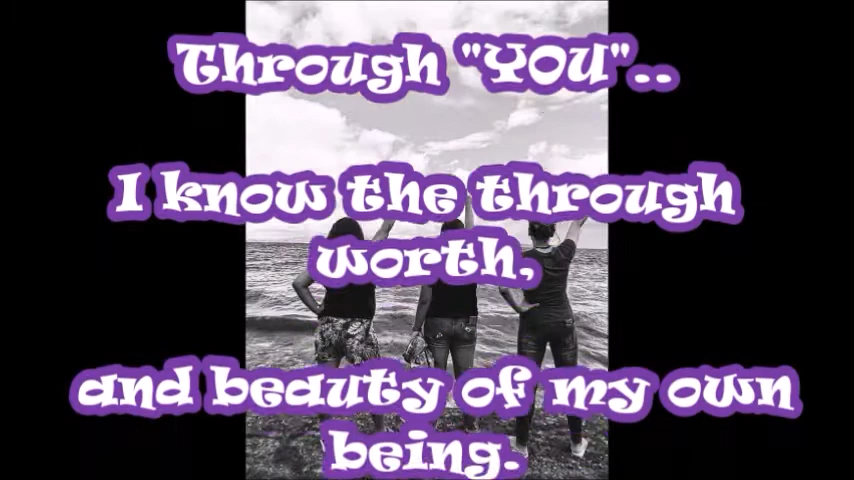 Through "YOU"..
I know the through
worth,
and beauty of my own
being.